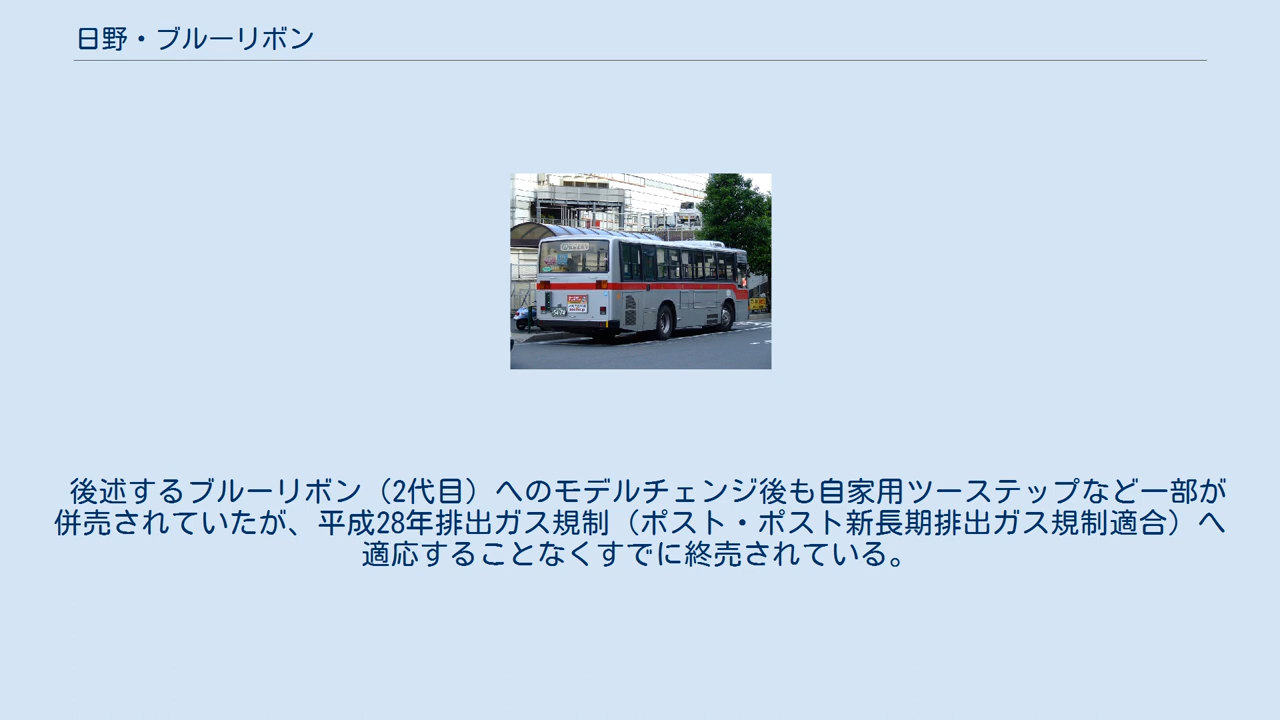 日野・ブルーリボン
後述するブルーリボン（2代目）へのモデルチェンジ後も自家用ツーステップなど一部が
併売されていたが、平成28年排出ガス規制（ポスト・ポスト新長期排出ガス規制適合）へ
適応することなくすでに終売されている。